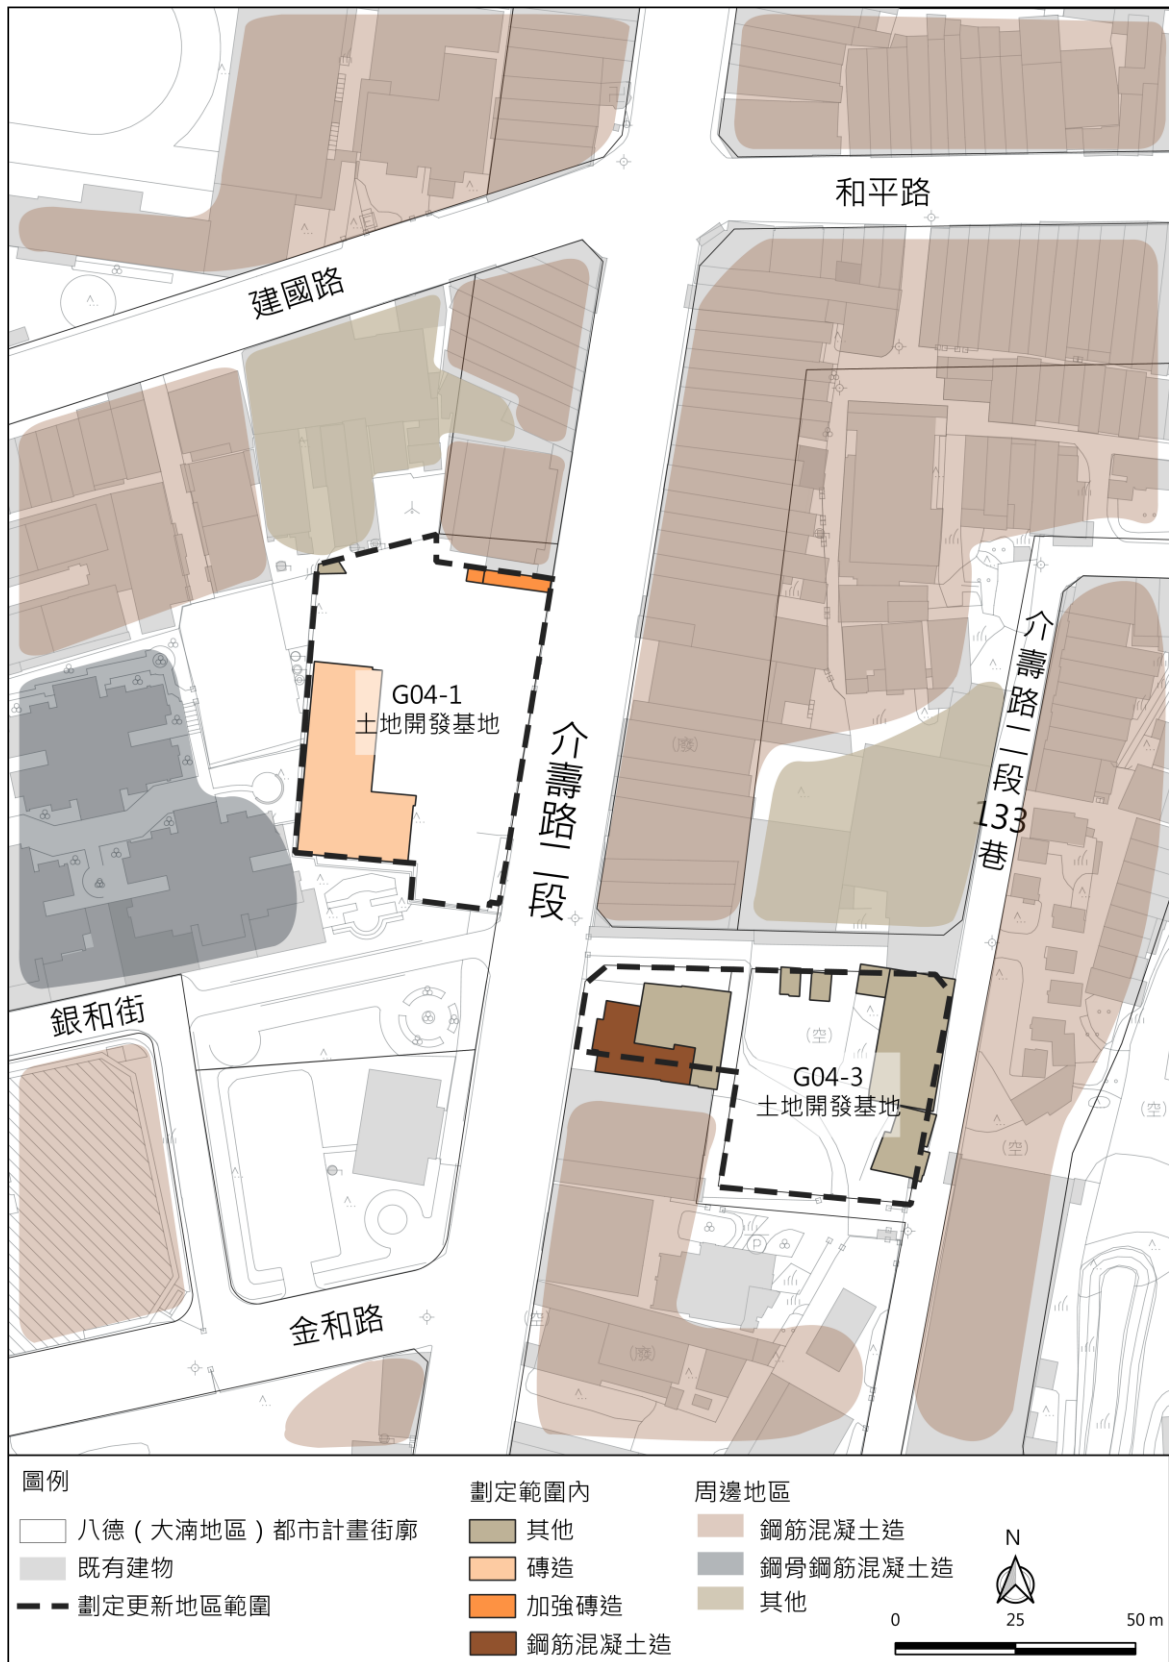 和平路
建國路
G04-1
土地開發基地
介壽路二段
介壽路二段133巷
(廢)
銀和街
(空)
G04-3
土地開發基地
(空)
(空)
金和路
(空)
(廢)
P
圖例
八德（大湳地區）都市計畫街廓
既有建物
劃定更新地區範圍
劃定範圍內
其他
磚造
加強磚造
鋼筋混凝土造
周邊地區
鋼筋混凝土造
鋼骨鋼筋混凝土造
其他
N
0 25 50 m